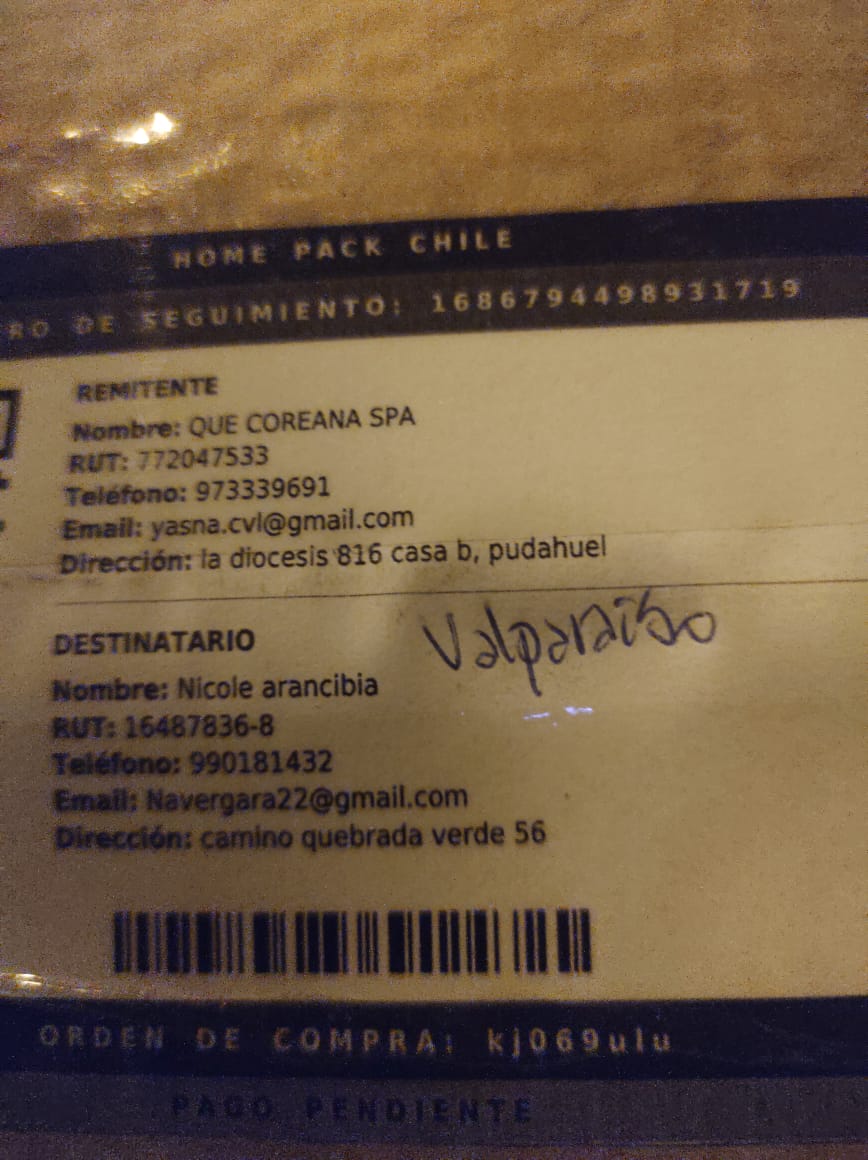 HOME PACK CHILE
RO DE SEGUIMIENTO: 1686794498931719
REMITENTE
Nombre: QUE COREANA SPA
RUT: 772047533
Teléfono: 973339691
Email: yasna.cvl@gmail.com
Dirección: la diocesis 816 casa b, pudahuel
Valparaiso
DESTINATARIO
Nombre: Nicole arancibia
RUT: 16487836-8
Teléfono: 990181432
Email: Navergara22@gmail.com
Dirección: camino quebrada verde 56
ORDEN DE COMPRA: kj069ulu
PAGO PENDIENTE